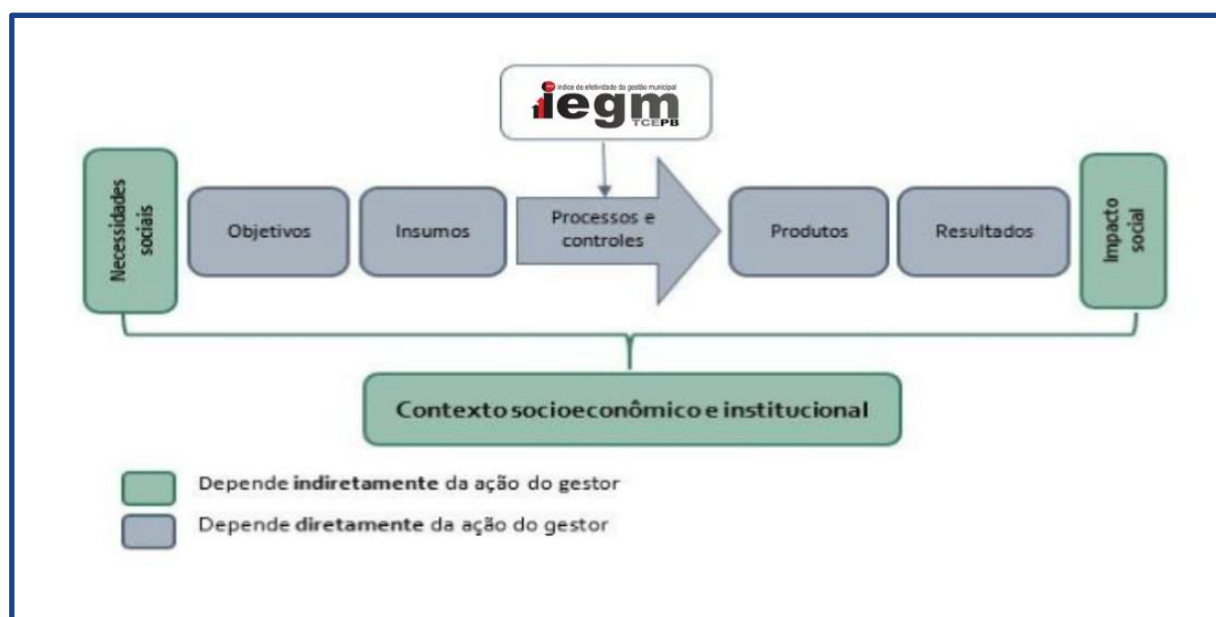 índice de efetividade da gestão municipal
iegm
TCEPB
Necessidades
sociais
Objetivos
Insumos
Processos e
controles
Produtos
Resultados
Impacto
social
Contexto socioeconômico e institucional
Depende indiretamente da ação do gestor
Depende diretamente da ação do gestor